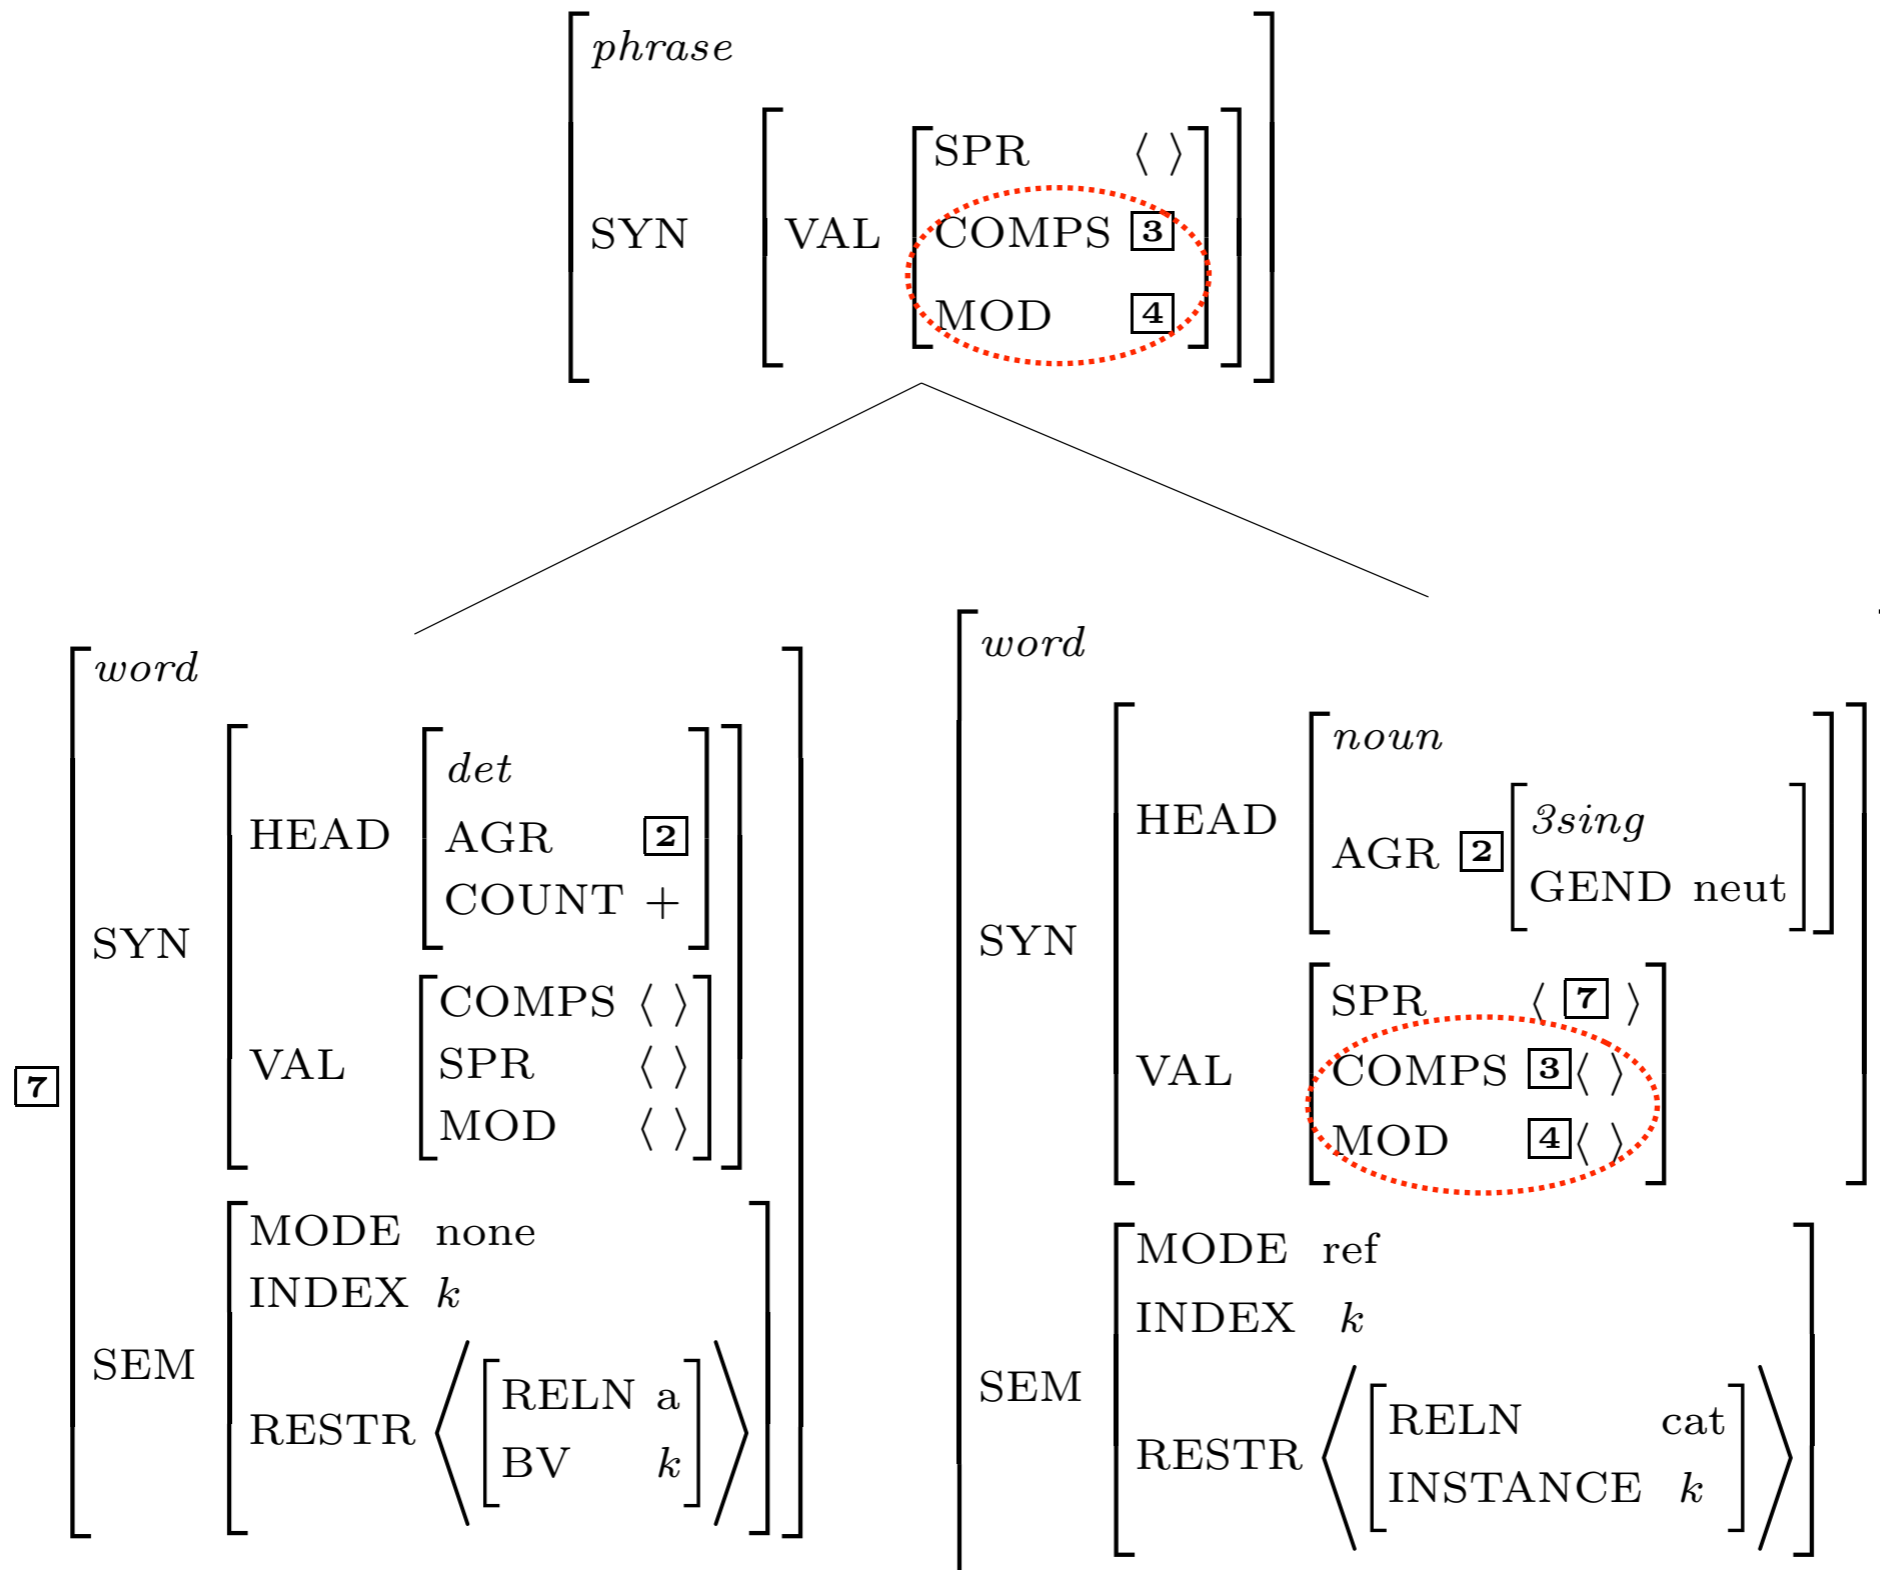 phrase
SPR ⟨ ⟩
SYN VAL COMPS 3
MOD 4
word
HEAD det
AGR 2
COUNT +
SYN
VAL COMPS ⟨ ⟩
SPR ⟨ ⟩
MOD ⟨ ⟩
7
SEM MODE none
INDEX k
RESTR ⟨ RELN a
BV k ⟩
word
HEAD noun
AGR 2 3sing
GEND neut
SYN
VAL SPR ⟨ 7 ⟩
COMPS 3 ⟨ ⟩
MOD 4 ⟨ ⟩
SEM MODE ref
INDEX k
RESTR ⟨ RELN cat
INSTANCE k ⟩